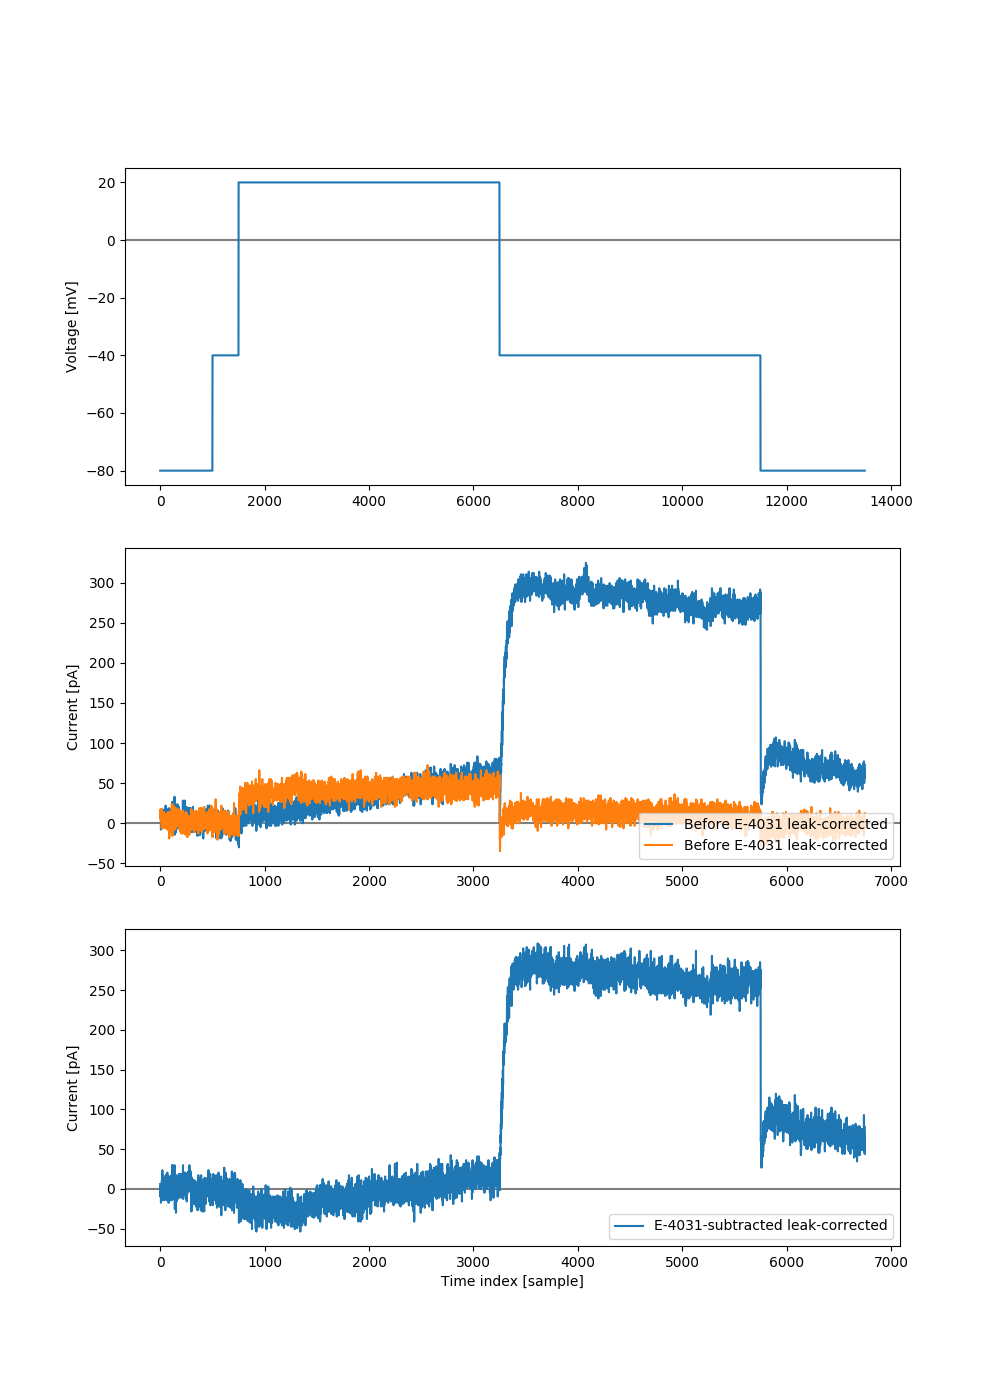 20
0
−20
−40
−60
−80
Voltage [mV]
0 2000 4000 6000 8000 10000 12000 14000
300
250
200
150
100
50
0
−50
Current [pA]
Before E-4031 leak-corrected
Before E-4031 leak-corrected
0 1000 2000 3000 4000 5000 6000 7000
300
250
200
150
100
50
0
−50
Current [pA]
E-4031-subtracted leak-corrected
0 1000 2000 3000 4000 5000 6000 7000
Time index [sample]